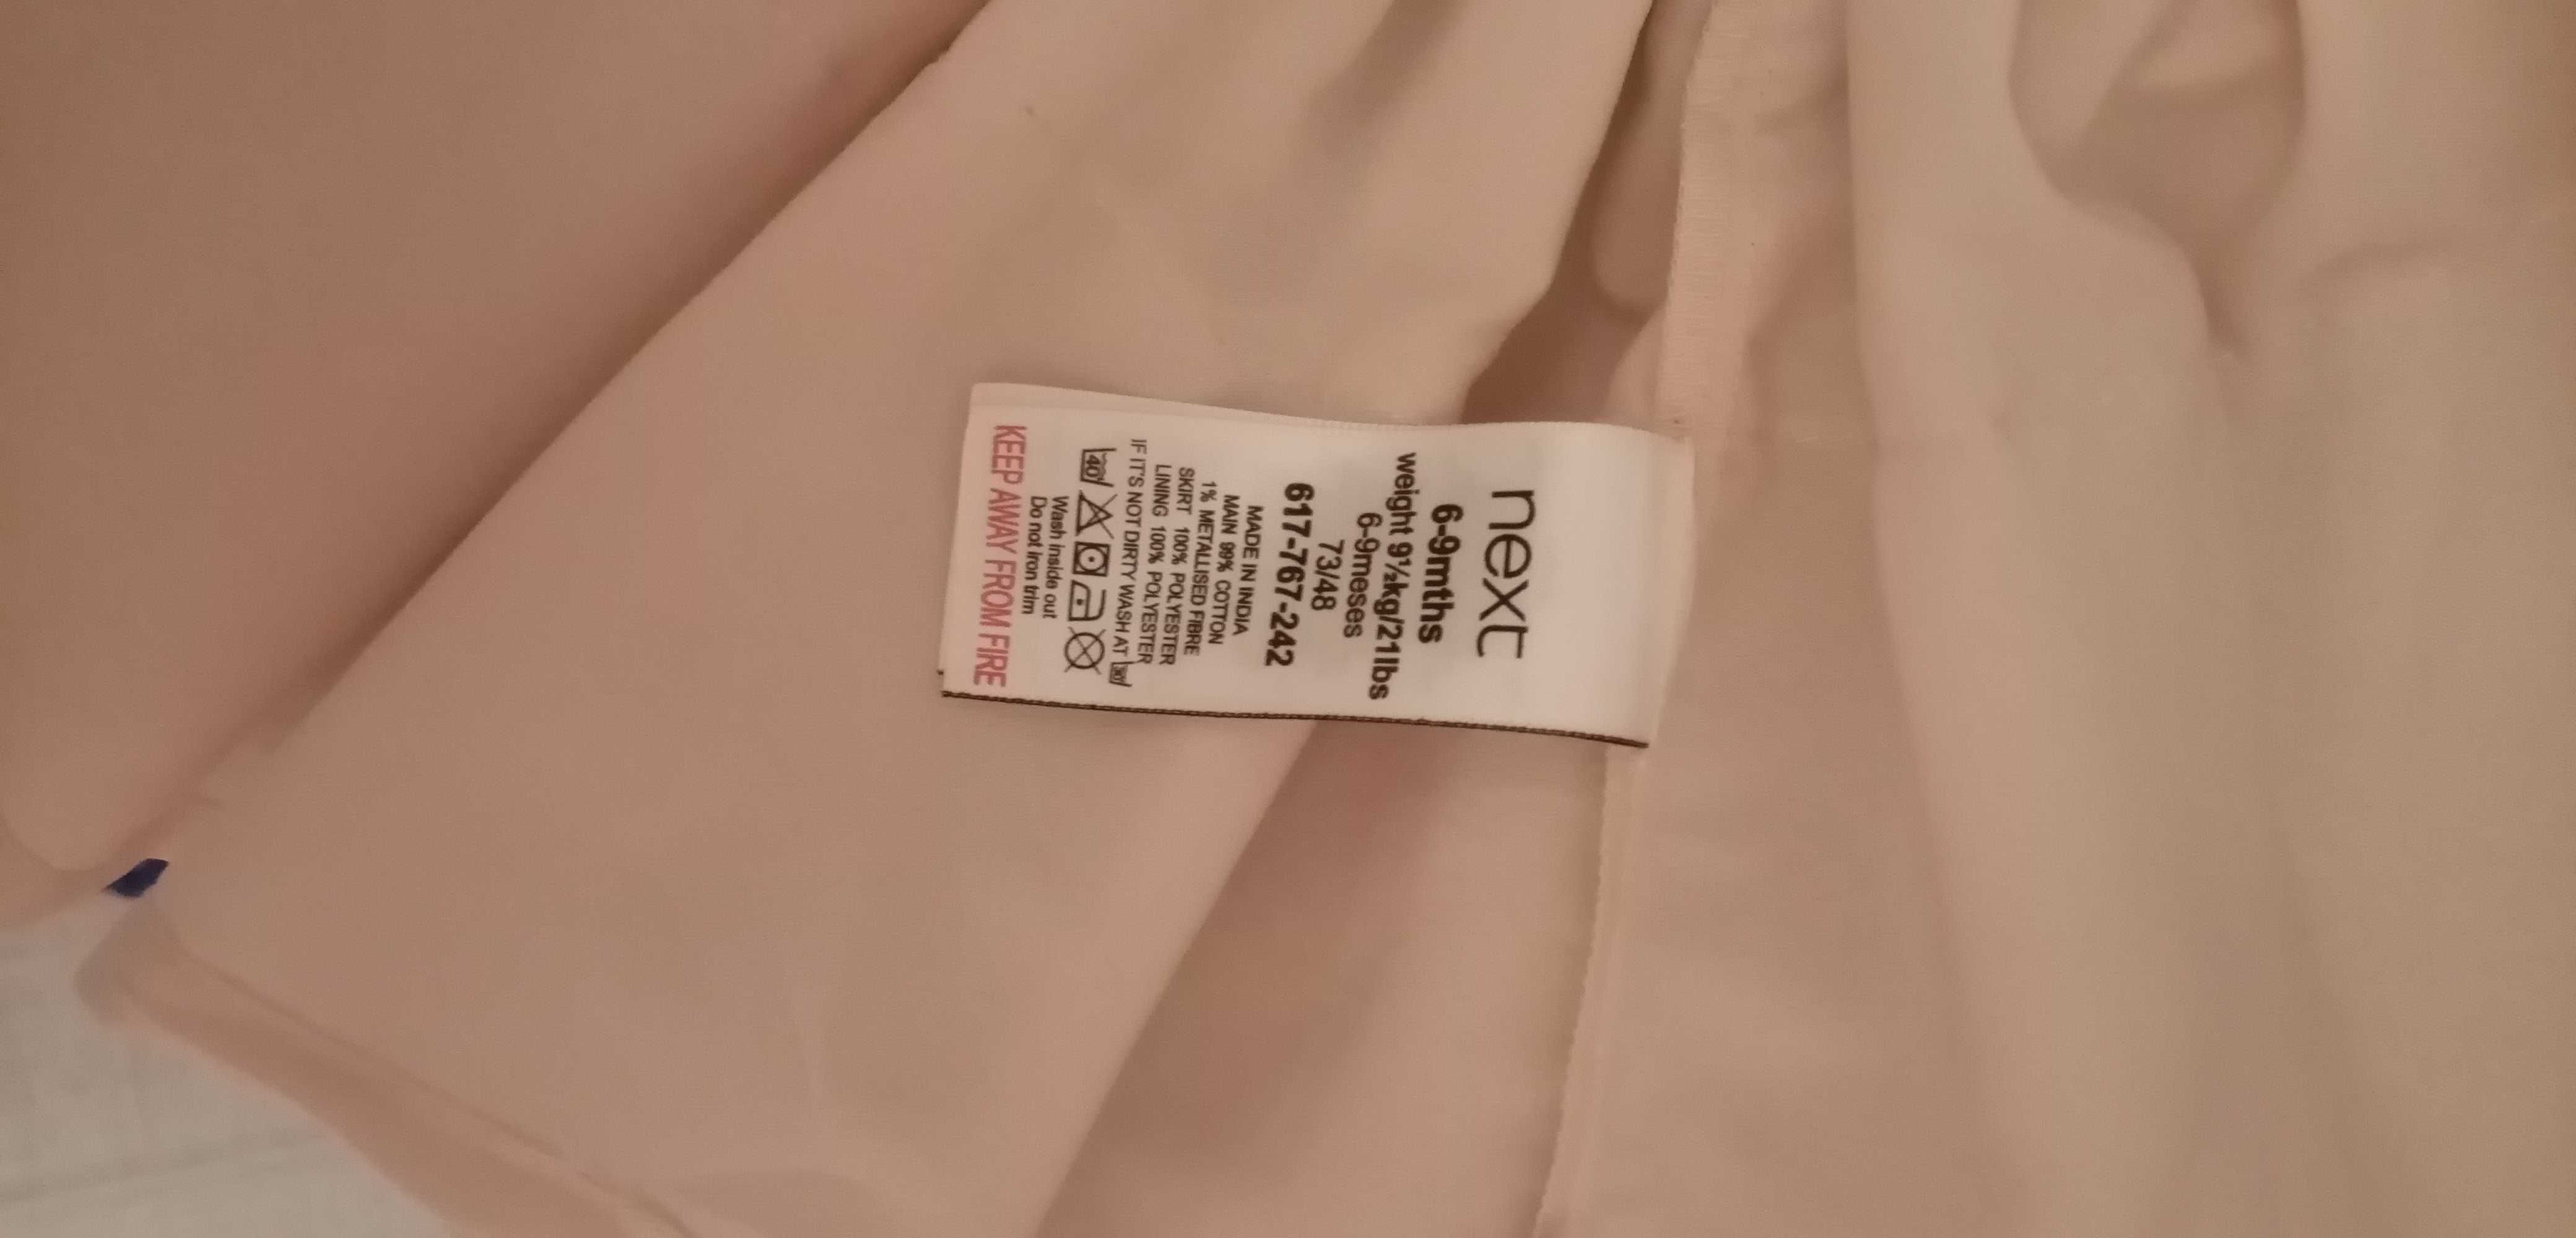 next
6-9mths
weight 9½kg/21lbs
6-9meses
73/48
617-767-242
MADE IN INDIA
MAIN 99% COTTON
1% METALLISED FIBRE
SKIRT 100% POLYESTER
LINING 100% POLYESTER
IF IT'S NOT DIRTY WASH AT 30
40
Wash inside out
Do not iron trim
KEEP AWAY FROM FIRE